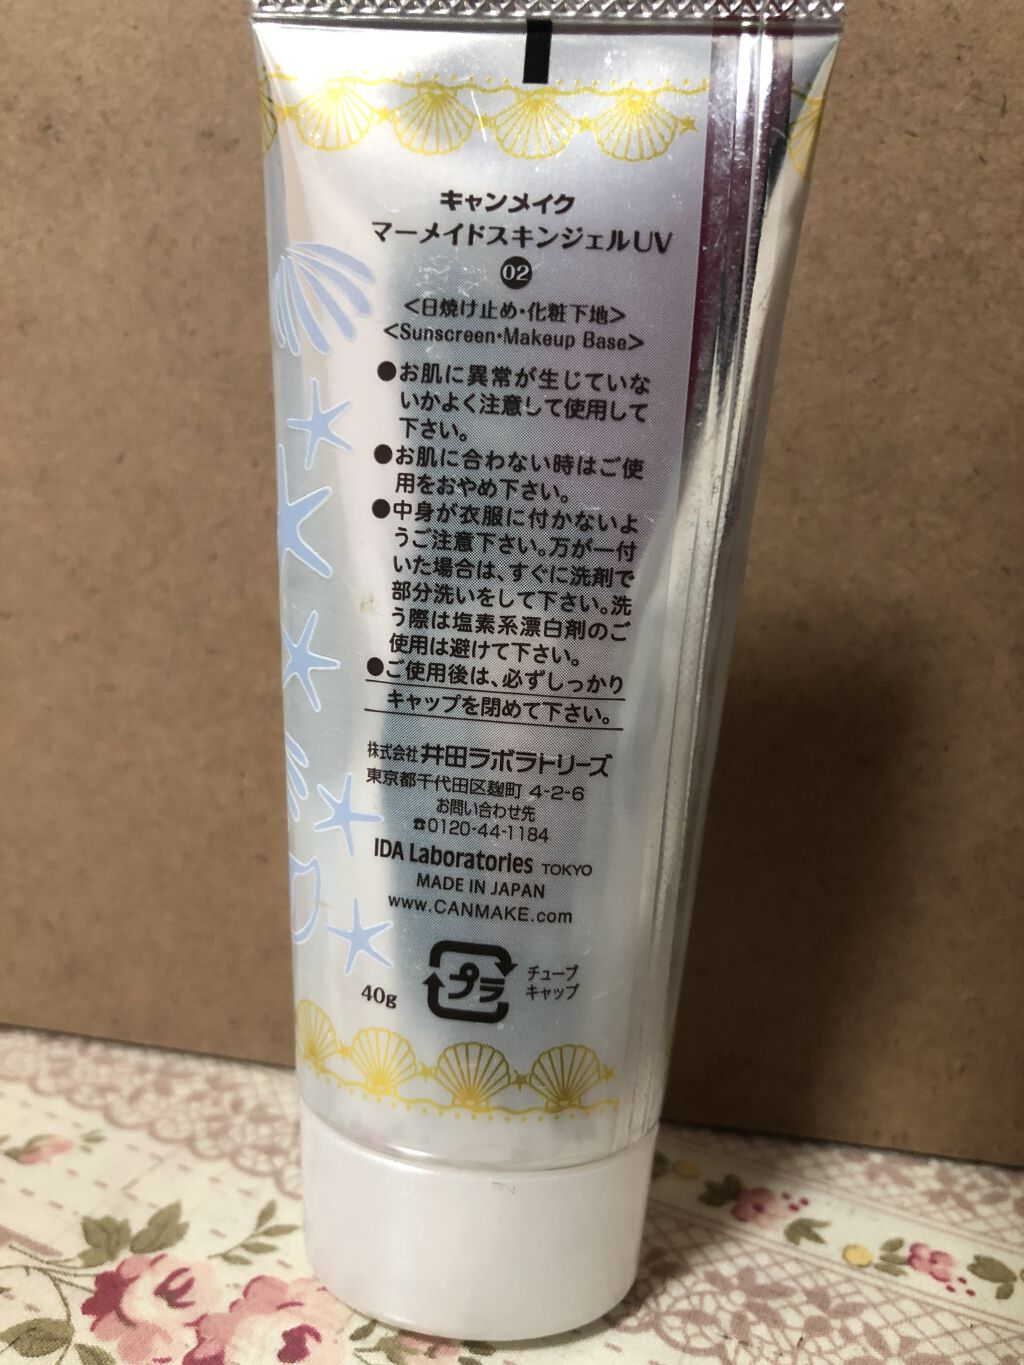 キャンメイク
マーメイドスキンジェルUV
02
<日焼け止め・化粧下地>
<Sunscreen・Makeup Base>
●お肌に異常が生じていな
いかよく注意して使用して
下さい。
●お肌に合わない時はご使
用をおやめ下さい。
●中身が衣服に付かないよ
うご注意下さい。万が一付
いた場合は、すぐに洗剤で
部分洗いをして下さい。洗
う際は塩素系漂白剤のご
使用は避けて下さい。
●ご使用後は、必ずしっかり
キャップを閉めて下さい。
株式会社 井田ラボラトリーズ
東京都千代田区麹町 4-2-6
お問い合わせ先
☎0120-44-1184
IDA Laboratories TOKYO
MADE IN JAPAN
www.CANMAKE.com
プラ
チューブ
キャップ
40g